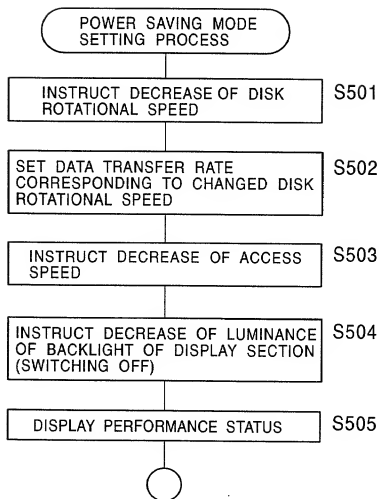 POWER SAVING MODE
SETTING PROCESS
INSTRUCT DECREASE OF DISK
ROTATIONAL SPEED
S501
SET DATA TRANSFER RATE
CORRESPONDING TO CHANGED DISK
ROTATIONAL SPEED
S502
INSTRUCT DECREASE OF ACCESS
SPEED
S503
INSTRUCT DECREASE OF LUMINANCE
OF BACKLIGHT OF DISPLAY SECTION
(SWITCHING OFF)
S504
DISPLAY PERFORMANCE STATUS
S505